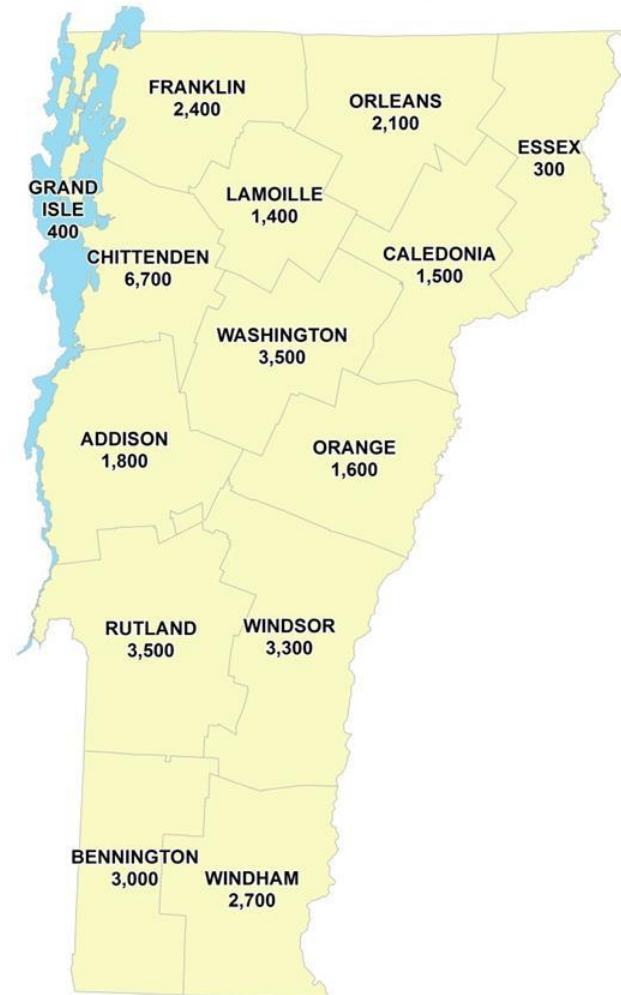 FRANKLIN
2,400
ORLEANS
2,100
ESSEX
300
LAMOILLE
1,400
GRAND
ISLE
400
CHITTENDEN
6,700
CALEDONIA
1,500
WASHINGTON
3,500
ADDISON
1,800
ORANGE
1,600
RUTLAND
3,500
WINDSOR
3,300
BENNINGTON
3,000
WINDHAM
2,700